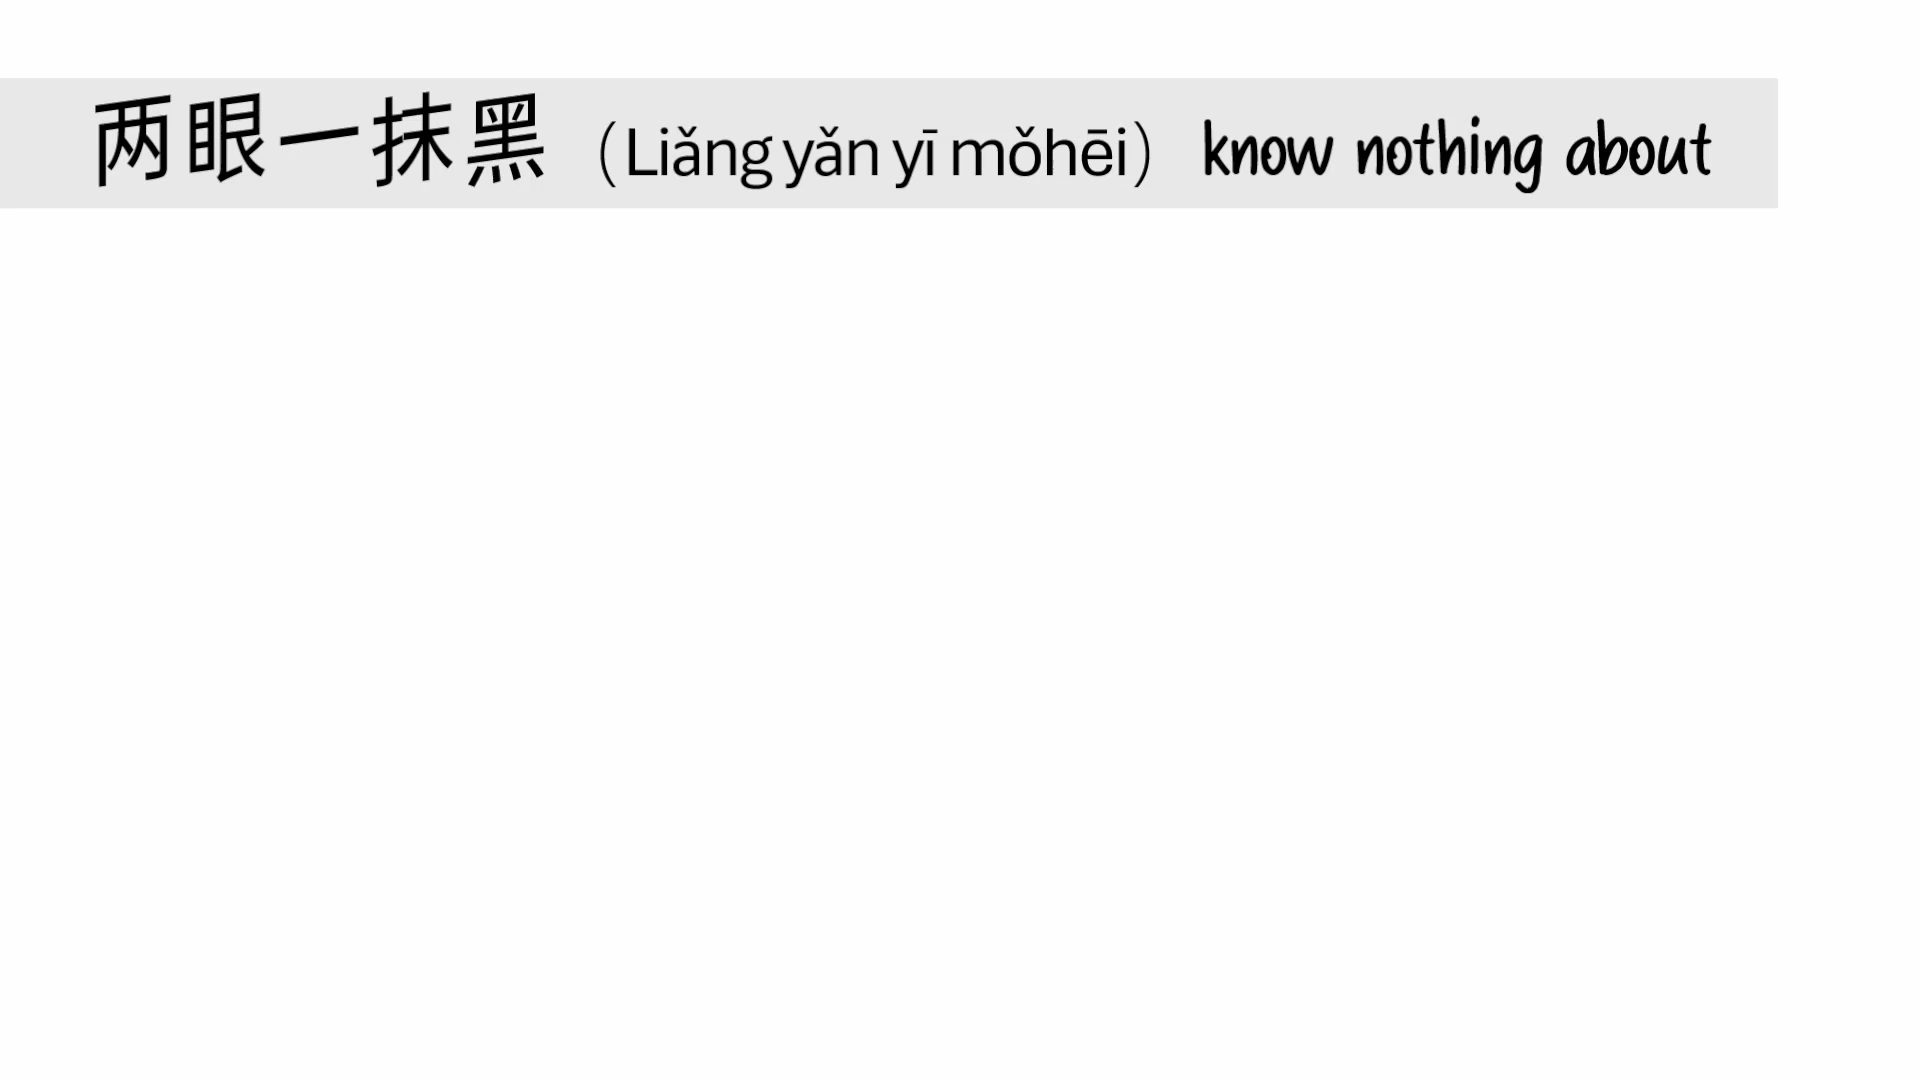 两眼一抹黑（Liǎng yǎn yī mǒhēi） know nothing about